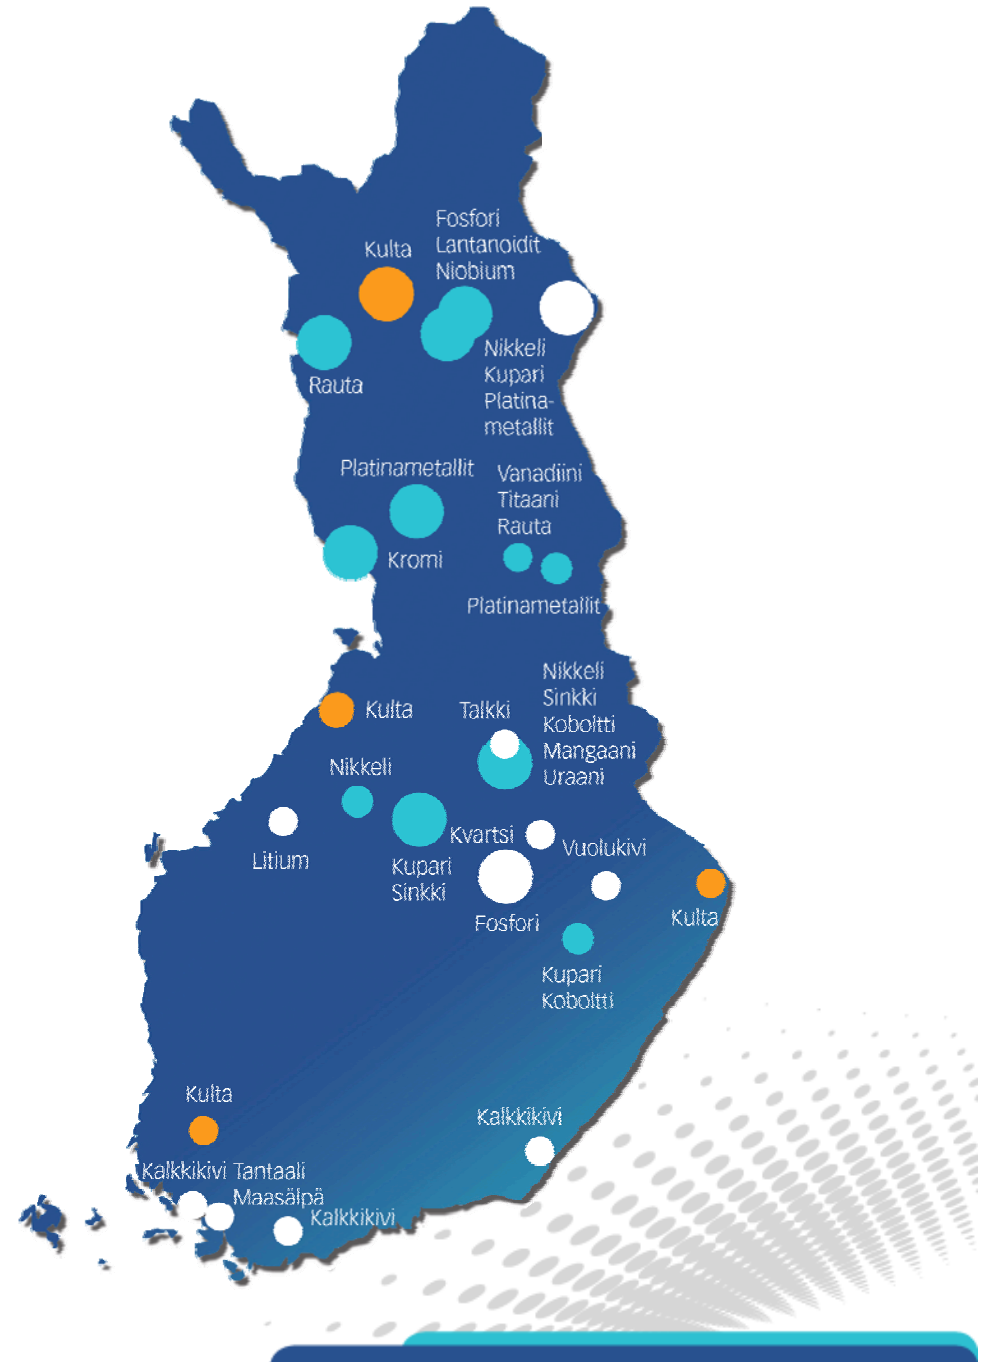 Fosfori
Lantanoidit
Niobium
Kulta
Nikkeli
Kupari
Platina-
metallit
Rauta
Platinametallit
Vanadiini
Titaani
Rauta
Kromi
Platinametallit
Nikkeli
Sinkki
Koboltti
Mangaani
Uraani
Kulta
Talkki
Nikkeli
Litium
Kupari
Sinkki
Kvartsi
Vuolukivi
Fosfori
Kulta
Kupari
Koboltti
Kulta
Kalkkikivi
Kalkkikivi
Tantaali
Maasälpä
Kalkkikivi